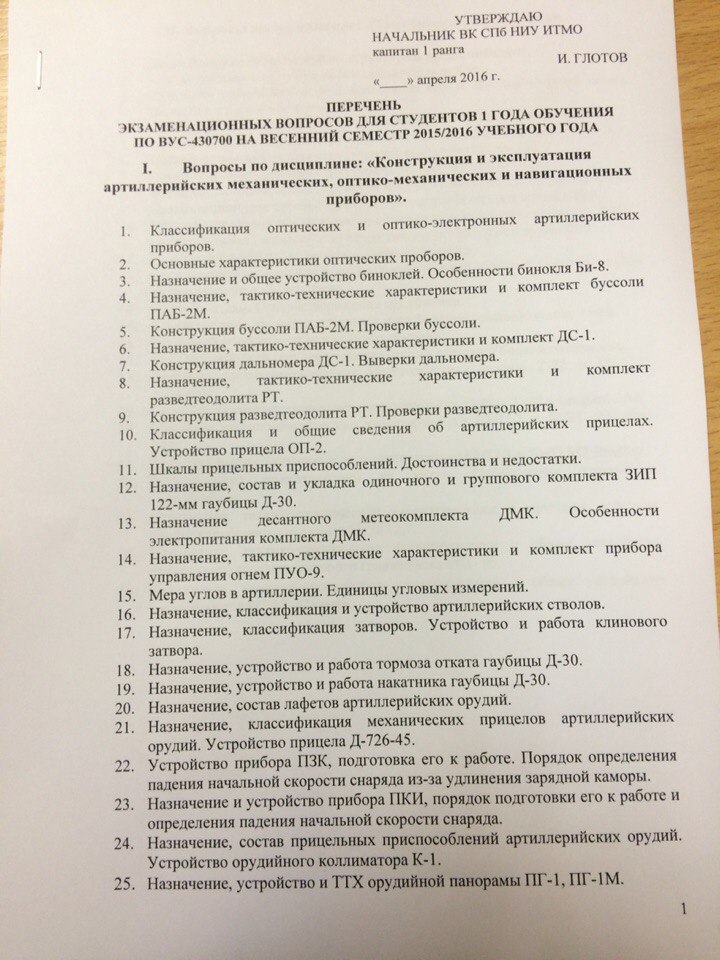 УТВЕРЖДАЮ
НАЧАЛЬНИК ВК СПб НИУ ИТМО
капитан 1 ранга
И. ГЛОТОВ
«____» апреля 2016 г.
ПЕРЕЧЕНЬ
ЭКЗАМЕНАЦИОННЫХ ВОПРОСОВ ДЛЯ СТУДЕНТОВ 1 ГОДА ОБУЧЕНИЯ
ПО ВУС-430700 НА ВЕСЕННИЙ СЕМЕСТР 2015/2016 УЧЕБНОГО ГОДА
I. Вопросы по дисциплине: «Конструкция и эксплуатация
артиллерийских механических, оптико-механических и навигационных
приборов».
1. Классификация оптических и оптико-электронных артиллерийских
приборов.
2. Основные характеристики оптических проборов.
3. Назначение и общее устройство биноклей. Особенности бинокля Би-8.
4. Назначение, тактико-технические характеристики и комплект буссоли
ПАБ-2М.
5. Конструкция буссоли ПАБ-2М. Проверки буссоли.
6. Назначение, тактико-технические характеристики и комплект ДС-1.
7. Конструкция дальномера ДС-1. Выверки дальномера.
8. Назначение, тактико-технические характеристики и комплект
разведтеодолита РТ.
9. Конструкция разведтеодолита РТ. Проверки разведтеодолита.
10. Классификация и общие сведения об артиллерийских прицелах.
Устройство прицела ОП-2.
11. Шкалы прицельных приспособлений. Достоинства и недостатки.
12. Назначение, состав и укладка одиночного и группового комплекта ЗИП
122-мм гаубицы Д-30.
13. Назначение десантного метеокомплекта ДМК. Особенности
электропитания комплекта ДМК.
14. Назначение, тактико-технические характеристики и комплект прибора
управления огнем ПУО-9.
15. Мера углов в артиллерии. Единицы угловых измерений.
16. Назначение, классификация и устройство артиллерийских стволов.
17. Назначение, классификация затворов. Устройство и работа клинового
затвора.
18. Назначение, устройство и работа тормоза отката гаубицы Д-30.
19. Назначение, устройство и работа накатника гаубицы Д-30.
20. Назначение, состав лафетов артиллерийских орудий.
21. Назначение, классификация механических прицелов артиллерийских
орудий. Устройство прицела Д-726-45.
22. Устройство прибора ПЗК, подготовка его к работе. Порядок определения
падения начальной скорости снаряда из-за удлинения зарядной каморы.
23. Назначение и устройство прибора ПКИ, порядок подготовки его к работе и
определения падения начальной скорости снаряда.
24. Назначение, состав прицельных приспособлений артиллерийских орудий.
Устройство орудийного коллиматора К-1.
25. Назначение, устройство и ТТХ орудийной панорамы ПГ-1, ПГ-1М.
1